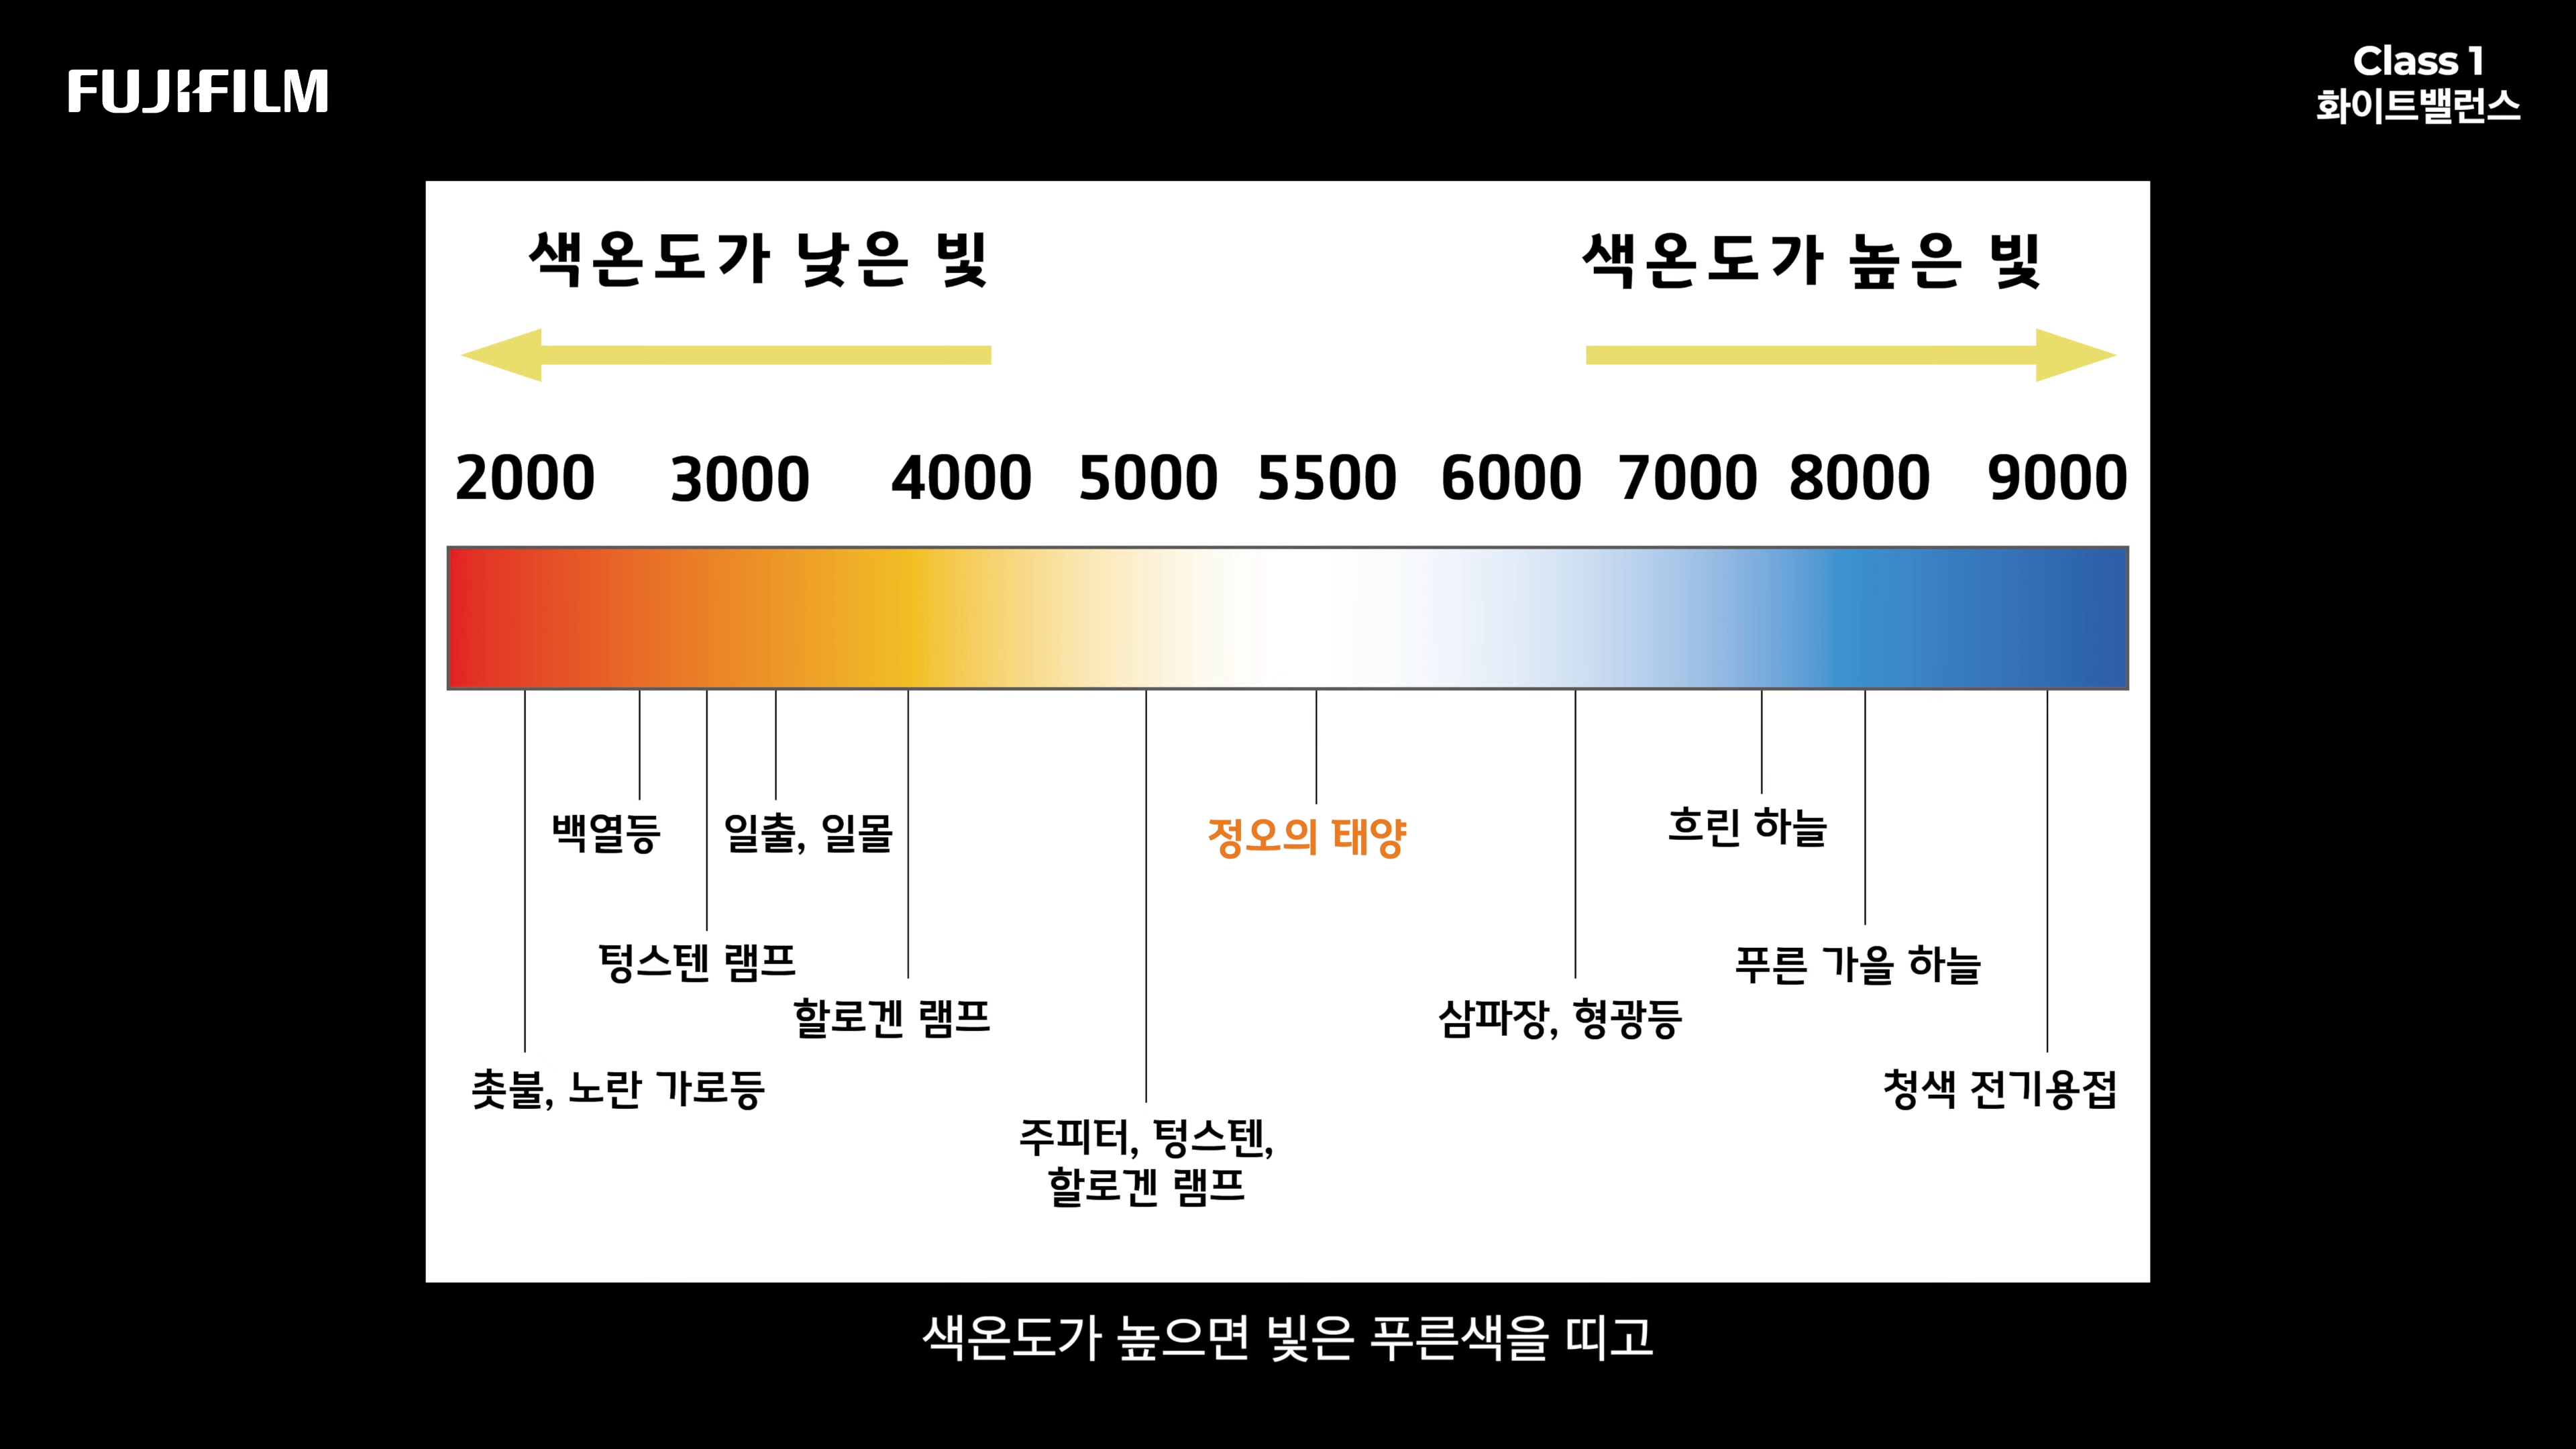 FUJIFILM
Class 1
화이트밸런스
색온도가 낮은 빛
색온도가 높은 빛
2000 3000 4000 5000 5500 6000 7000 8000 9000
백열등
일출, 일몰
정오의 태양
흐린 하늘
텅스텐 램프
푸른 가을 하늘
할로겐 램프
삼파장, 형광등
촛불, 노란 가로등
청색 전기용접
주피터, 텅스텐,
할로겐 램프
색온도가 높으면 빛은 푸른색을 띠고